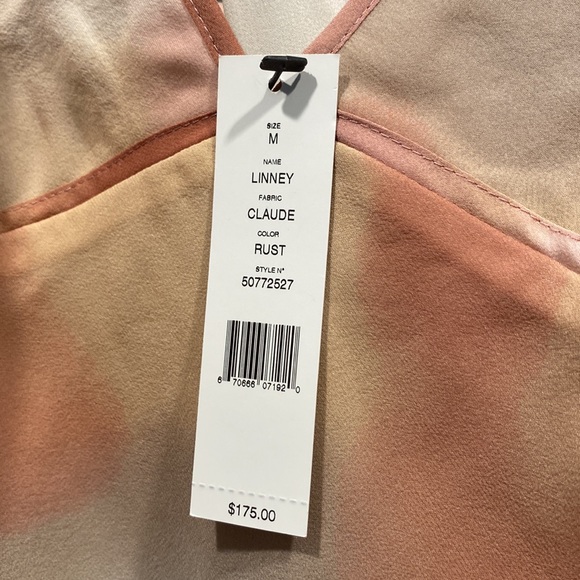 SIZE
M
NAME
LINNEY
FABRIC
CLAUDE
COLOR
RUST
STYLE N°
50772527
6 70666 07192 0
$175.00